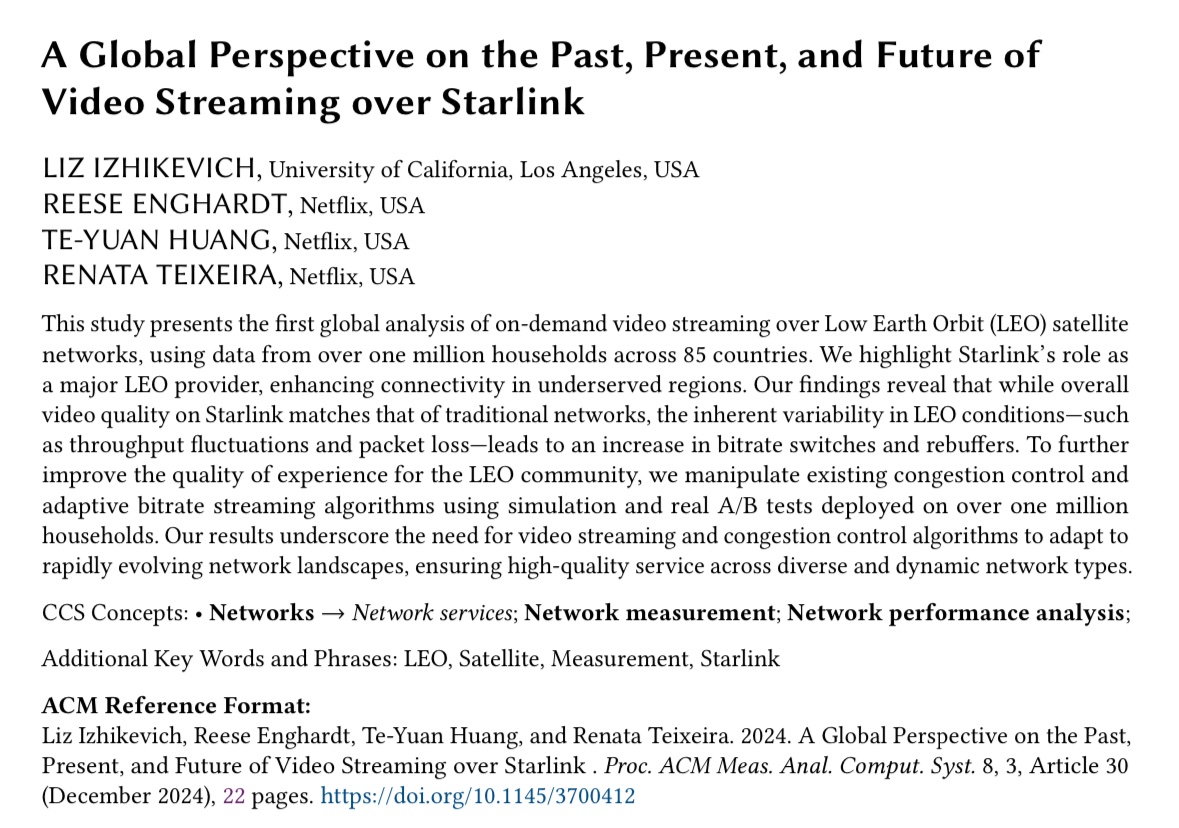 A Global Perspective on the Past, Present, and Future of
Video Streaming over Starlink
LIZ IZHIKEVICH, University of California, Los Angeles, USA
REESE ENGHARDT, Netflix, USA
TE-YUAN HUANG, Netflix, USA
RENATA TEIXEIRA, Netflix, USA
This study presents the first global analysis of on-demand video streaming over Low Earth Orbit (LEO) satellite
networks, using data from over one million households across 85 countries. We highlight Starlink's role as
a major LEO provider, enhancing connectivity in underserved regions. Our findings reveal that while overall
video quality on Starlink matches that of traditional networks, the inherent variability in LEO conditions—such
as throughput fluctuations and packet loss—leads to an increase in bitrate switches and rebuffers. To further
improve the quality of experience for the LEO community, we manipulate existing congestion control and
adaptive bitrate streaming algorithms using simulation and real A/B tests deployed on over one million
households. Our results underscore the need for video streaming and congestion control algorithms to adapt to
rapidly evolving network landscapes, ensuring high-quality service across diverse and dynamic network types.
CCS Concepts: • Networks → Network services; Network measurement; Network performance analysis;
Additional Key Words and Phrases: LEO, Satellite, Measurement, Starlink
ACM Reference Format:
Liz Izhikevich, Reese Enghardt, Te-Yuan Huang, and Renata Teixeira. 2024. A Global Perspective on the Past,
Present, and Future of Video Streaming over Starlink . Proc. ACM Meas. Anal. Comput. Syst. 8, 3, Article 30
(December 2024), 22 pages. https://doi.org/10.1145/3700412